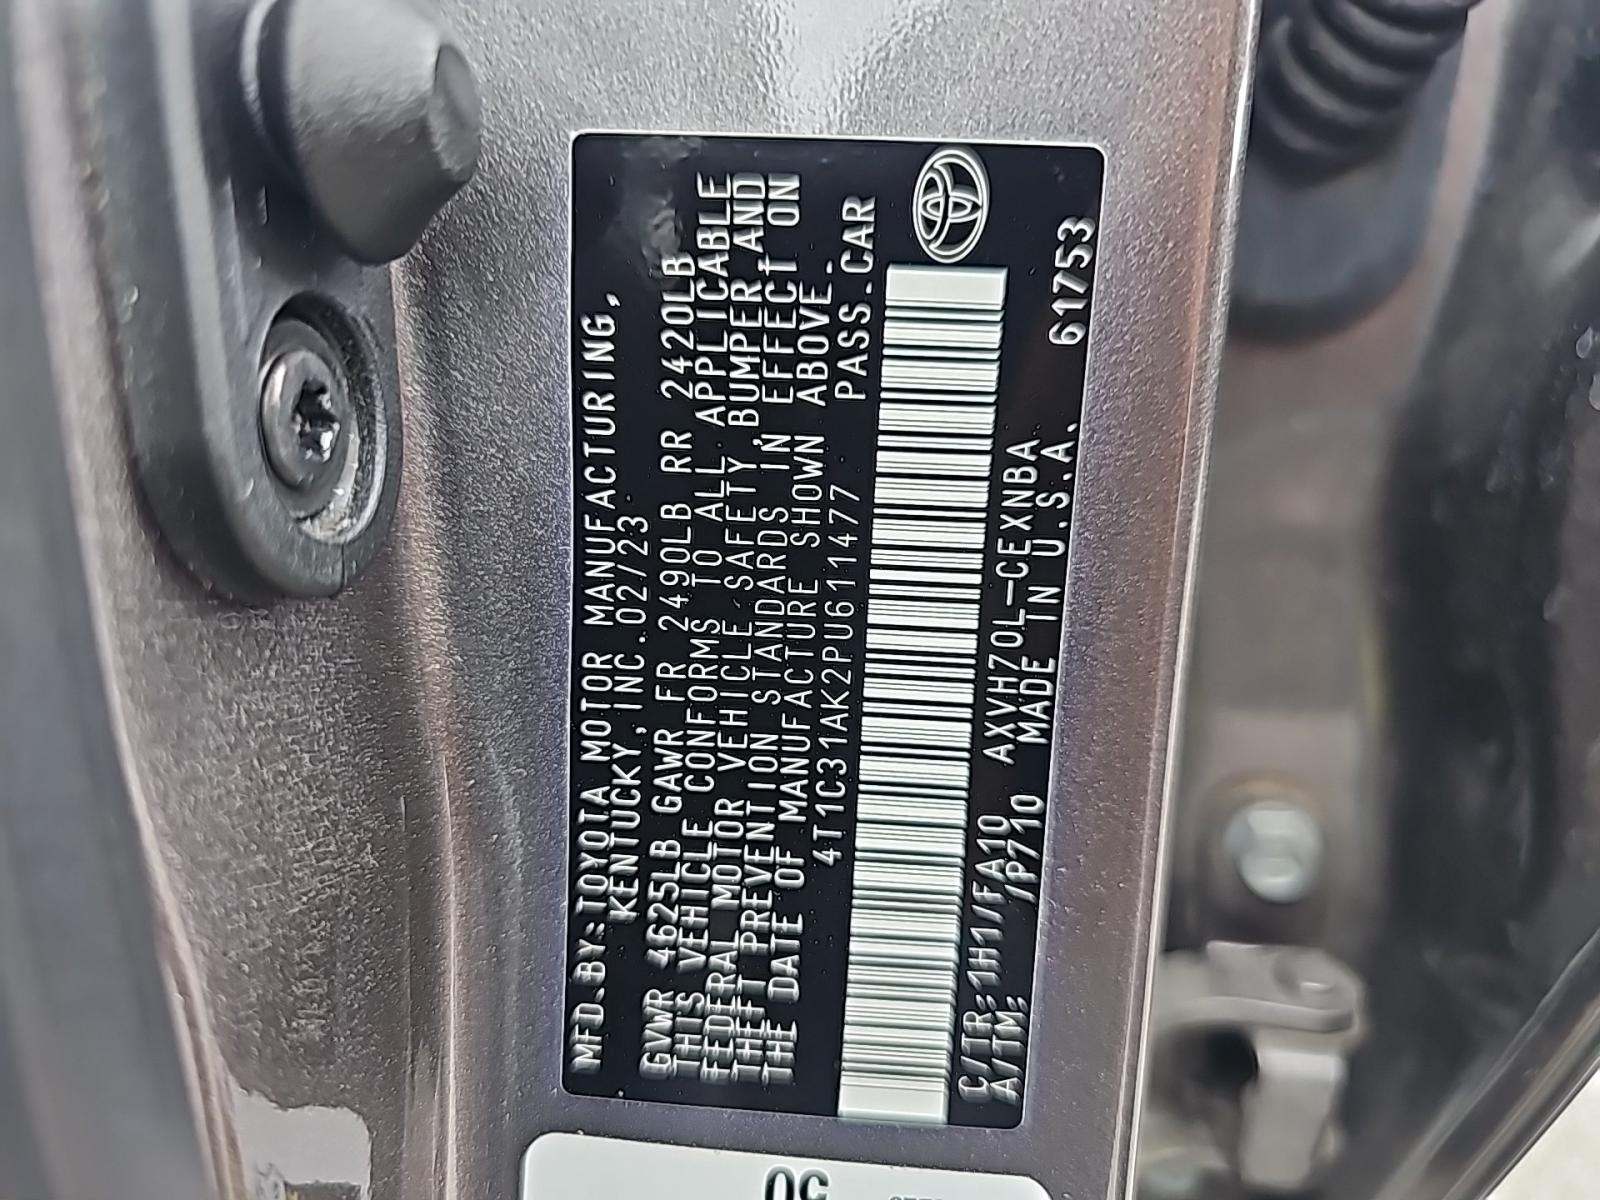 MFD.BY:TOYOTA MOTOR MANUFACTURING,
KENTUCKY,INC.02/23
GVWR 4625LB GAWR FR 2490LB RR 2420LB
THIS VEHICLE CONFORMS TO ALL APPLICABLE
FEDERAL MOTOR VEHICLE SAFETY,BUMPER AND
THEFT PREVENTION STANDARDS IN EFFECT ON
THE DATE OF MANUFACTURE SHOWN ABOVE.
4T1C31AK2PU611477 PASS.CAR
C/TR:1H1/FA10 AXVH70L-CEXNBA
A/TM: /P710 MADE IN U.S.A. 61753